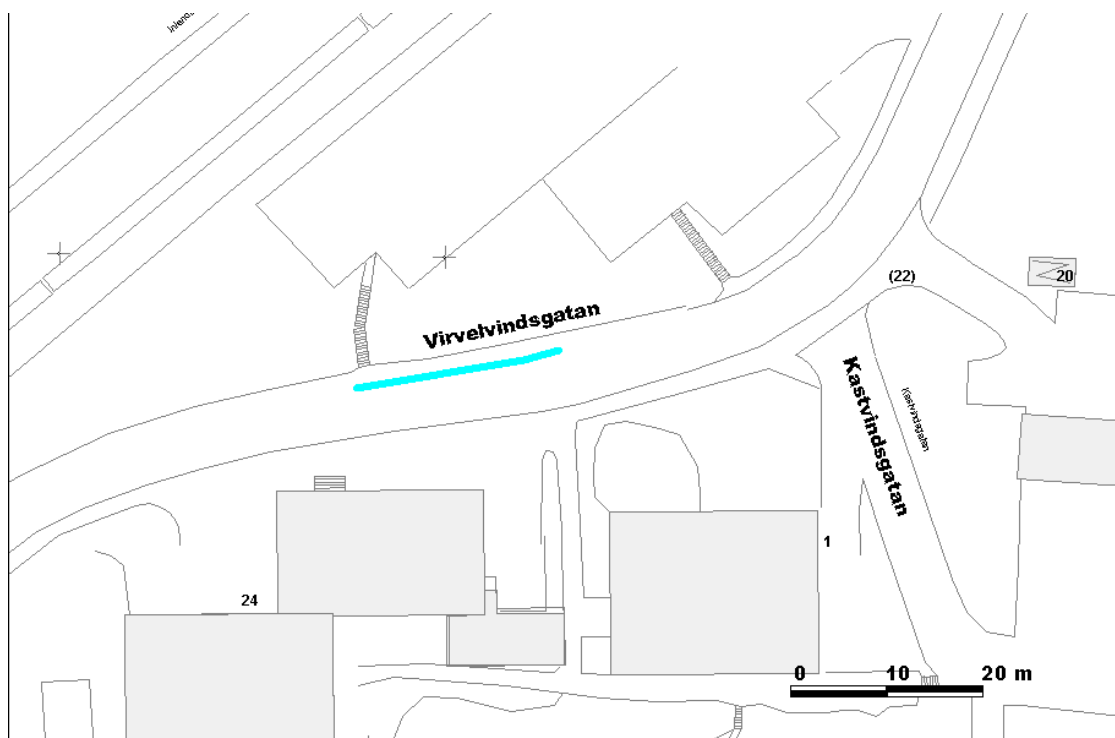 Virvelvindsgatan
20
(22)
Kastvindsgatan
Kastvindsgatan
1
24
0 10 20 m